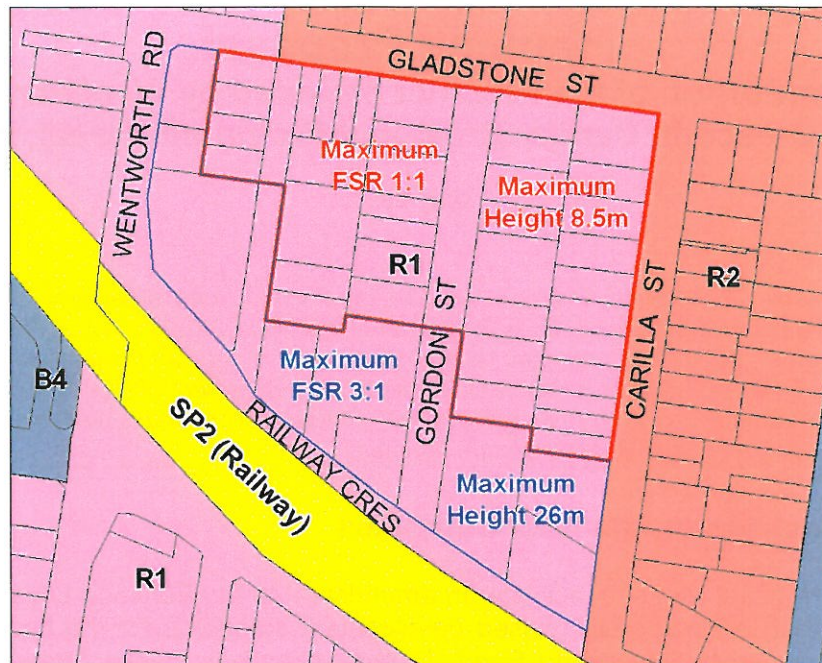 WENTWORTH RD
GLADSTONE ST
Maximum
FSR 1:1
Maximum
Height 8.5m
R1
R2
GORDON ST
CARILLA ST
Maximum
FSR 3:1
B4
SP2 (Railway)
RAILWAY CRES
Maximum
Height 26m
R1